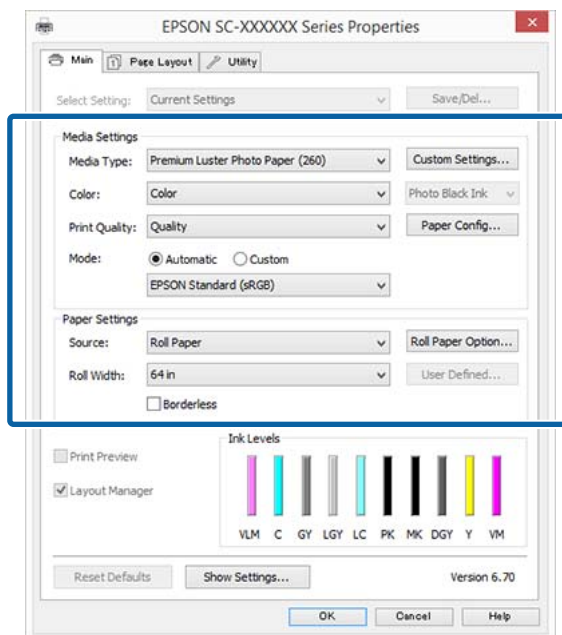 EPSON SC-XXXXXX Series Properties
Main Page Layout Utility
Select Setting: Current Settings Save/Del...
Media Settings
Media Type: Premium Luster Photo Paper (260) Custom Settings...
Color: Color Photo Black Ink
Print Quality: Quality Paper Config...
Mode: Automatic Custom
EPSON Standard (sRGB)
Paper Settings
Source: Roll Paper Roll Paper Option...
Roll Width: 64 in User Defined...
Borderless
Ink Levels
Print Preview
Layout Manager
VLM C GY LGY LC PK MK DGY Y VM
Reset Defaults Show Settings... Version 6.70
OK Cancel Help